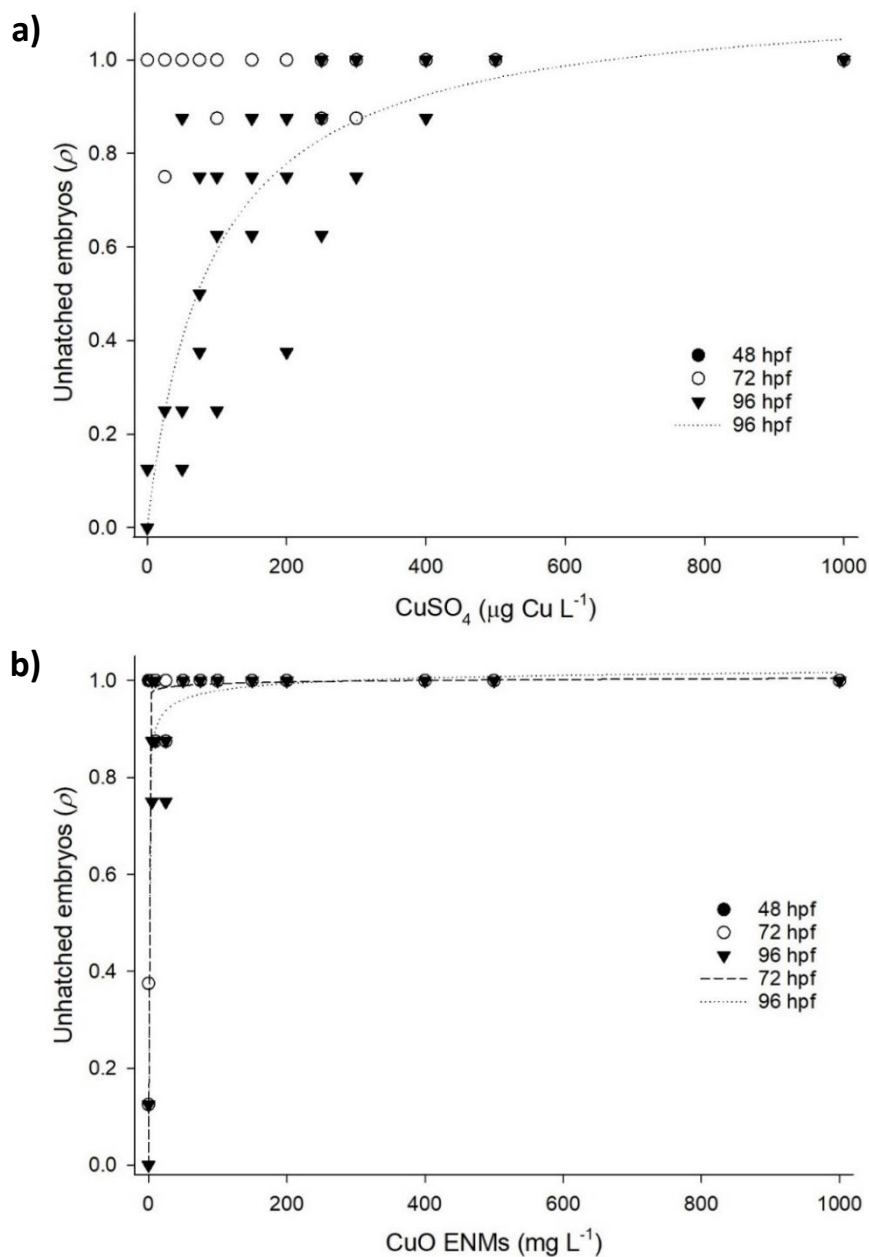 a)
1.0
0.8
0.6
0.4
0.2
0.0
Unhatched embryos (ρ)
48 hpf
72 hpf
96 hpf
96 hpf
0 200 400 600 800 1000
CuSO₄ (μg Cu L⁻¹)
b)
1.0
0.8
0.6
0.4
0.2
0.0
Unhatched embryos (ρ)
48 hpf
72 hpf
96 hpf
72 hpf
96 hpf
0 200 400 600 800 1000
CuO ENMs (mg L⁻¹)